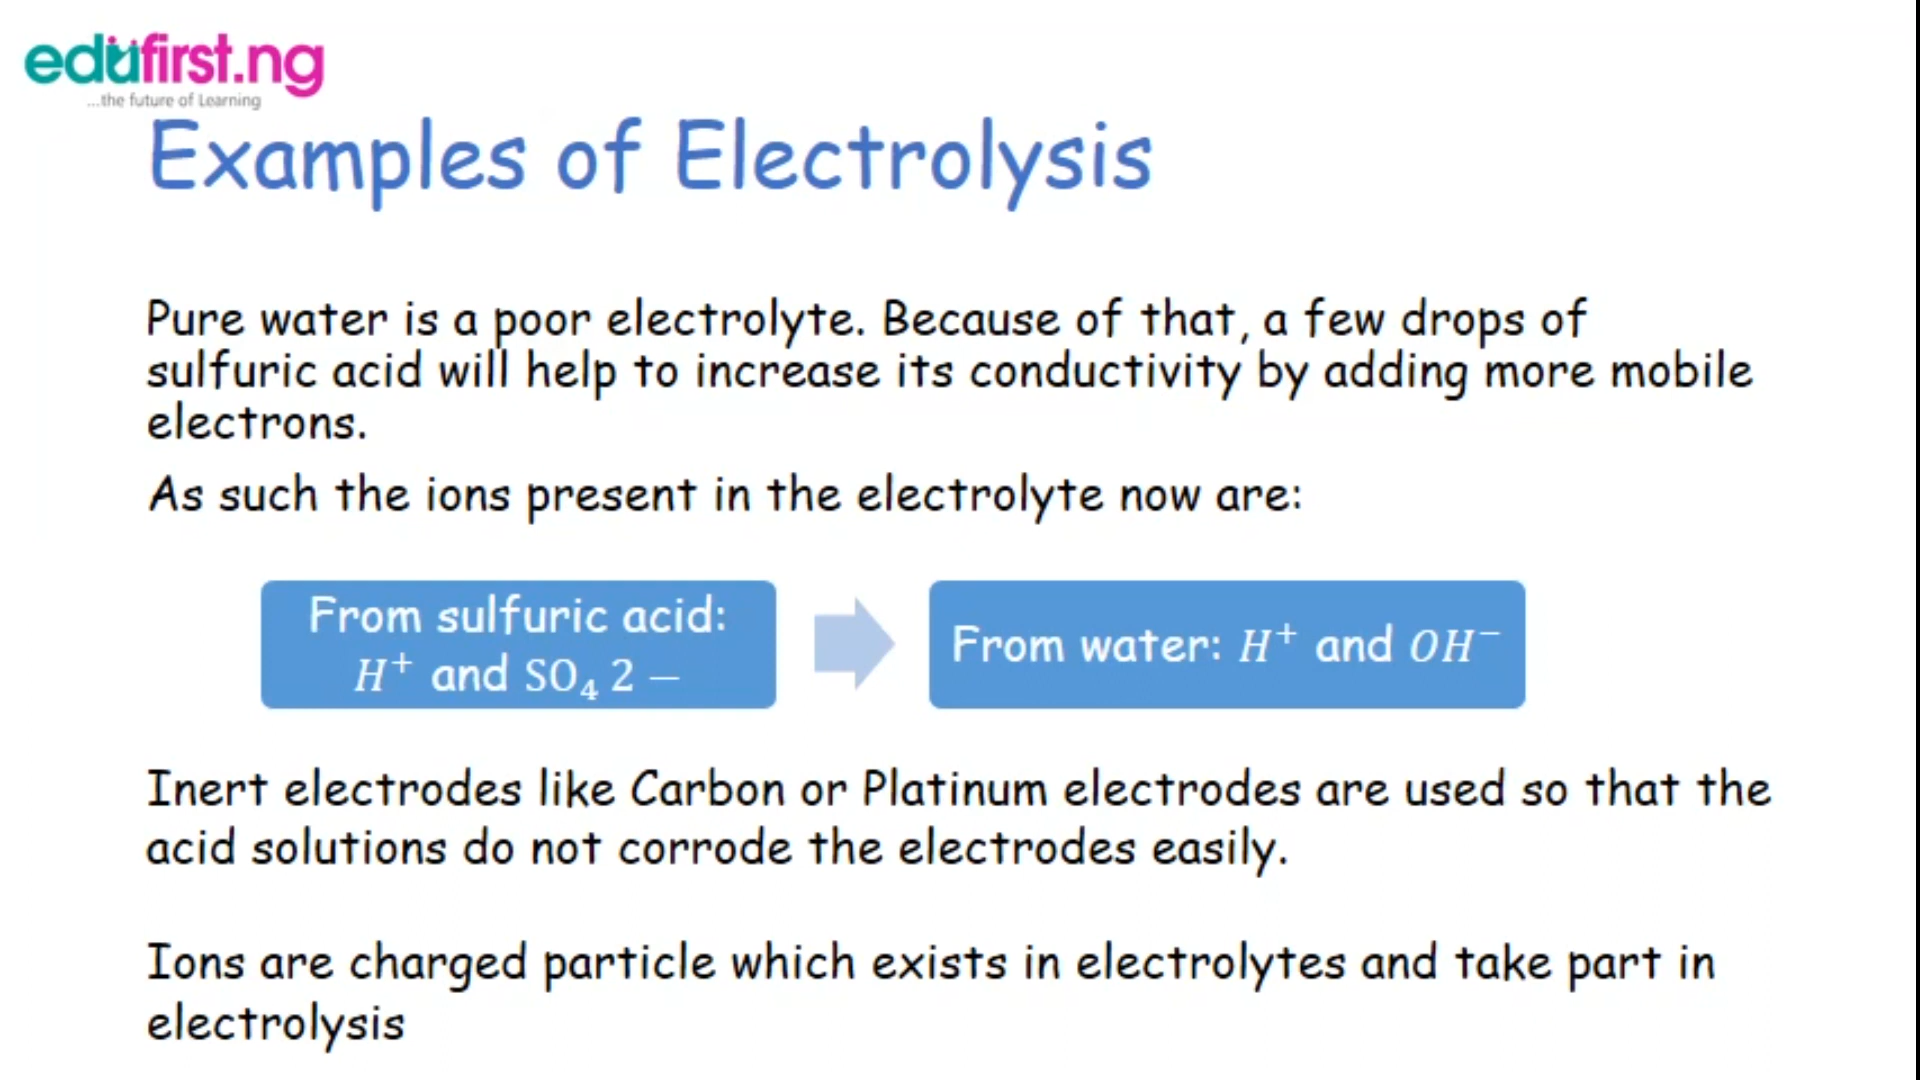 edufirst.ng
...the future of Learning
Examples of Electrolysis
Pure water is a poor electrolyte. Because of that, a few drops of
sulfuric acid will help to increase its conductivity by adding more mobile
electrons.
As such the ions present in the electrolyte now are:
From sulfuric acid:
H⁺ and SO₄ 2 −
From water: H⁺ and OH⁻
Inert electrodes like Carbon or Platinum electrodes are used so that the
acid solutions do not corrode the electrodes easily.
Ions are charged particle which exists in electrolytes and take part in
electrolysis